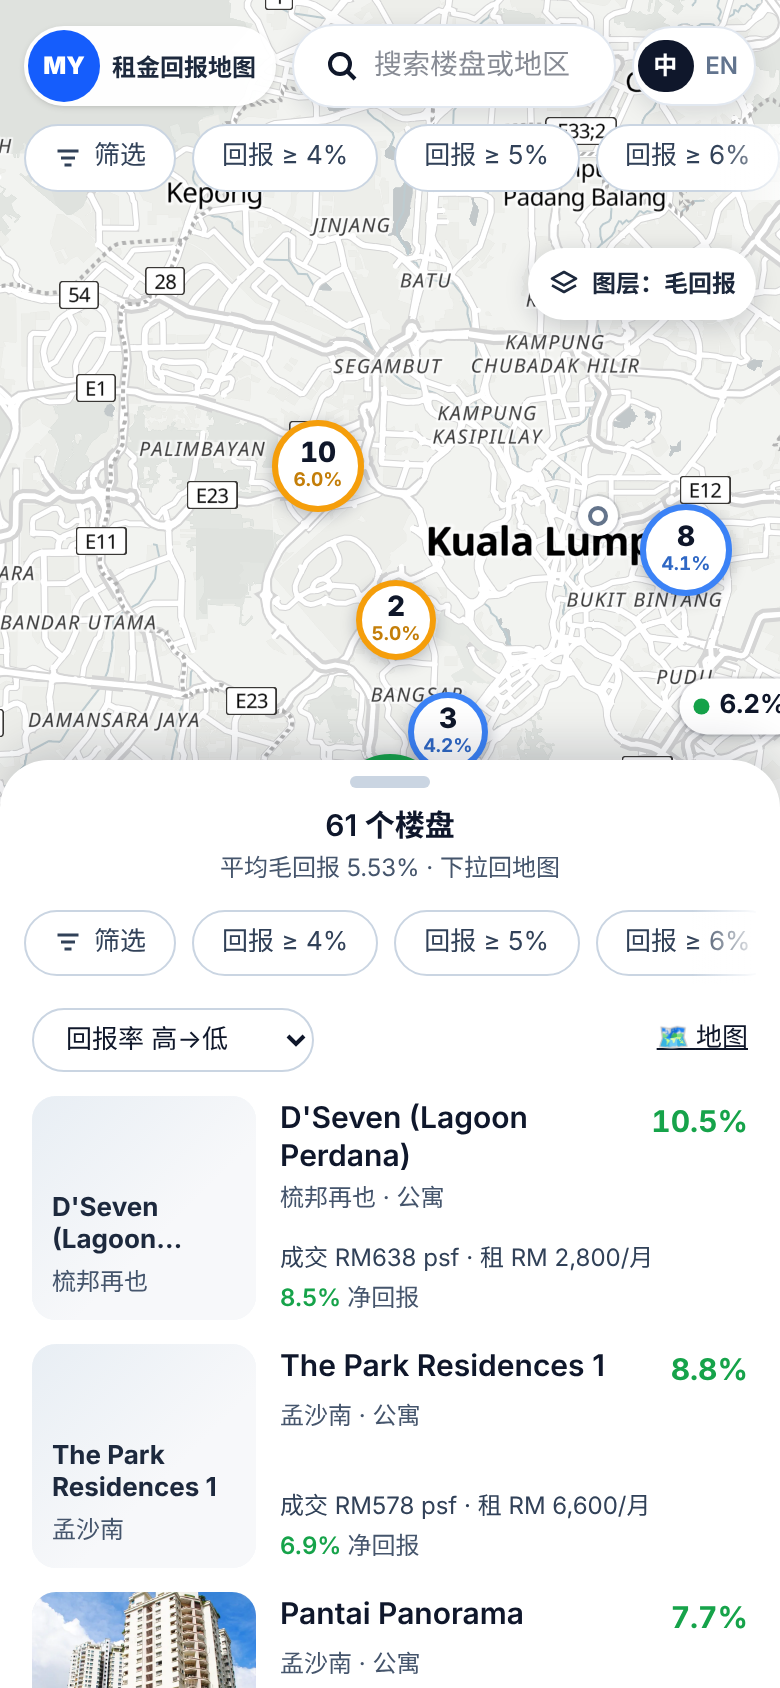 MY 租金回报地图
搜索楼盘或地区
中 EN
筛选
回报 ≥ 4%
回报 ≥ 5%
回报 ≥ 6%
Kepong
Padang Balang
JINJANG
28
54
BATU
图层：毛回报
KAMPUNG
CHUBADAK HILIR
SEGAMBUT
E1
KAMPUNG
KASIPILLAY
PALIMBAYAN
10
6.0%
E23
E12
E11
Kuala Lump
8
4.1%
ARA
2
5.0%
BUKIT BINTANG
BANDAR UTAMA
PUDU
BANGSAR
E23
6.2%
DAMANSARA JAYA
3
4.2%
61 个楼盘
平均毛回报 5.53% · 下拉回地图
筛选
回报 ≥ 4%
回报 ≥ 5%
回报 ≥ 6%
回报率 高→低
🗺️ 地图
D'Seven
(Lagoon...
梳邦再也
D'Seven (Lagoon
Perdana)
10.5%
梳邦再也 · 公寓
成交 RM638 psf · 租 RM 2,800/月
8.5% 净回报
The Park
Residences 1
孟沙南
The Park Residences 1
8.8%
孟沙南 · 公寓
成交 RM578 psf · 租 RM 6,600/月
6.9% 净回报
Pantai Panorama
7.7%
孟沙南 · 公寓